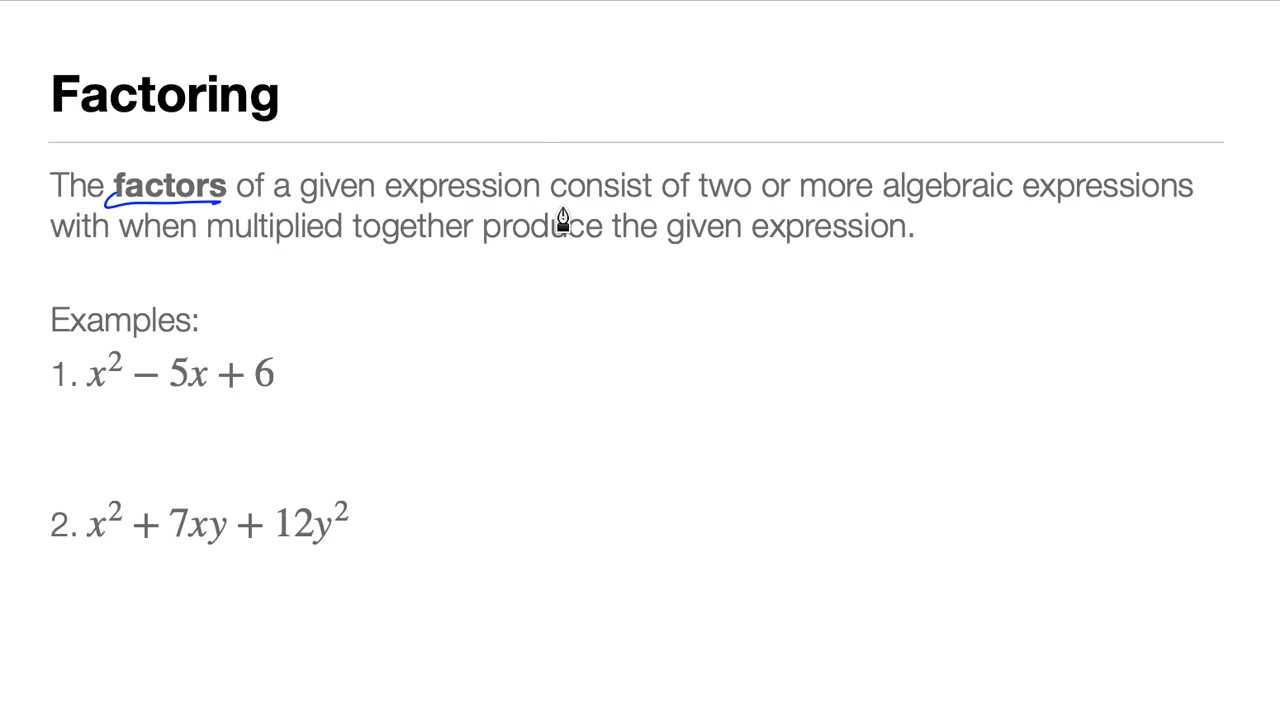 Factoring
The factors of a given expression consist of two or more algebraic expressions
with when multiplied together produce the given expression.
Examples:
1. x² − 5x + 6
2. x² + 7xy + 12y²